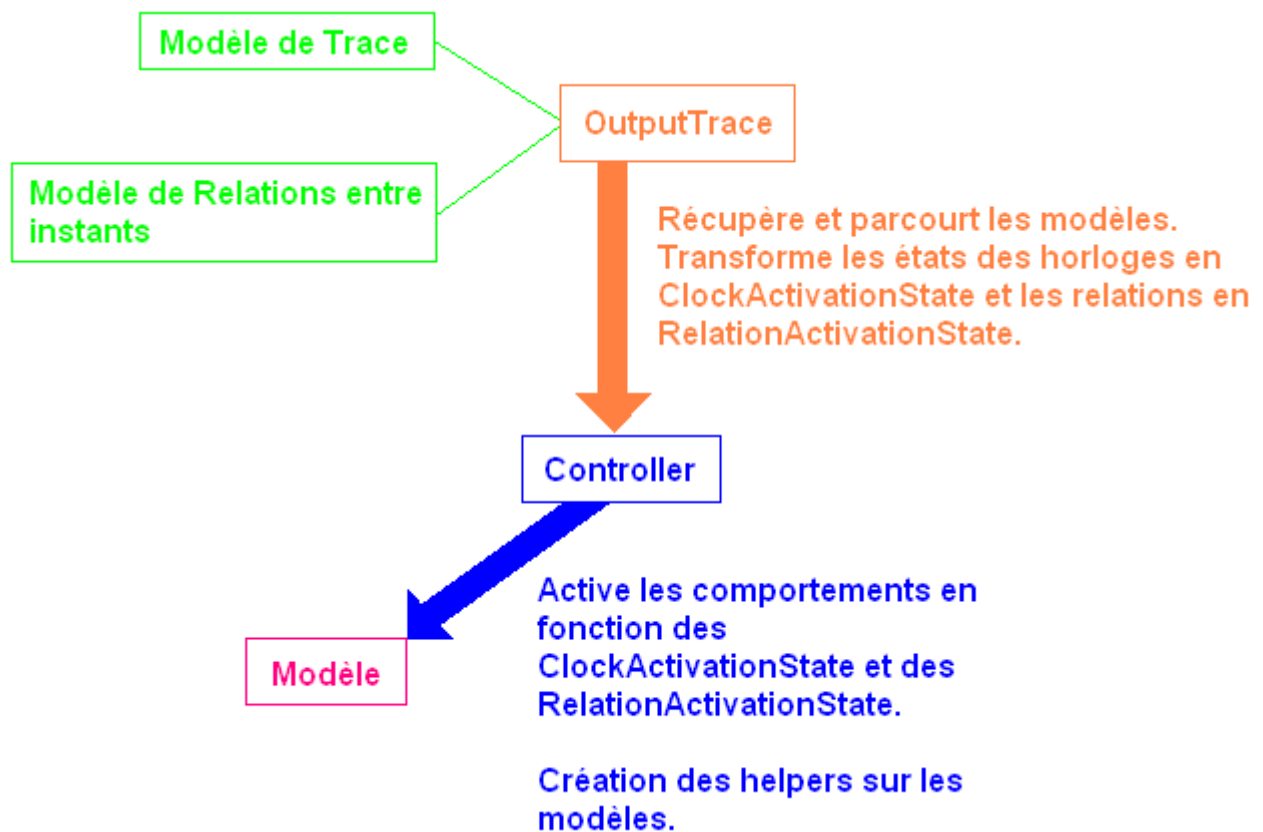 Modèle de Trace
OutputTrace
Modèle de Relations entre
instants
Récupère et parcourt les modèles.
Transforme les états des horloges en
ClockActivationState et les relations en
RelationActivationState.
Controller
Active les comportements en
fonction des
ClockActivationState et des
RelationActivationState.
Modèle
Création des helpers sur les
modèles.